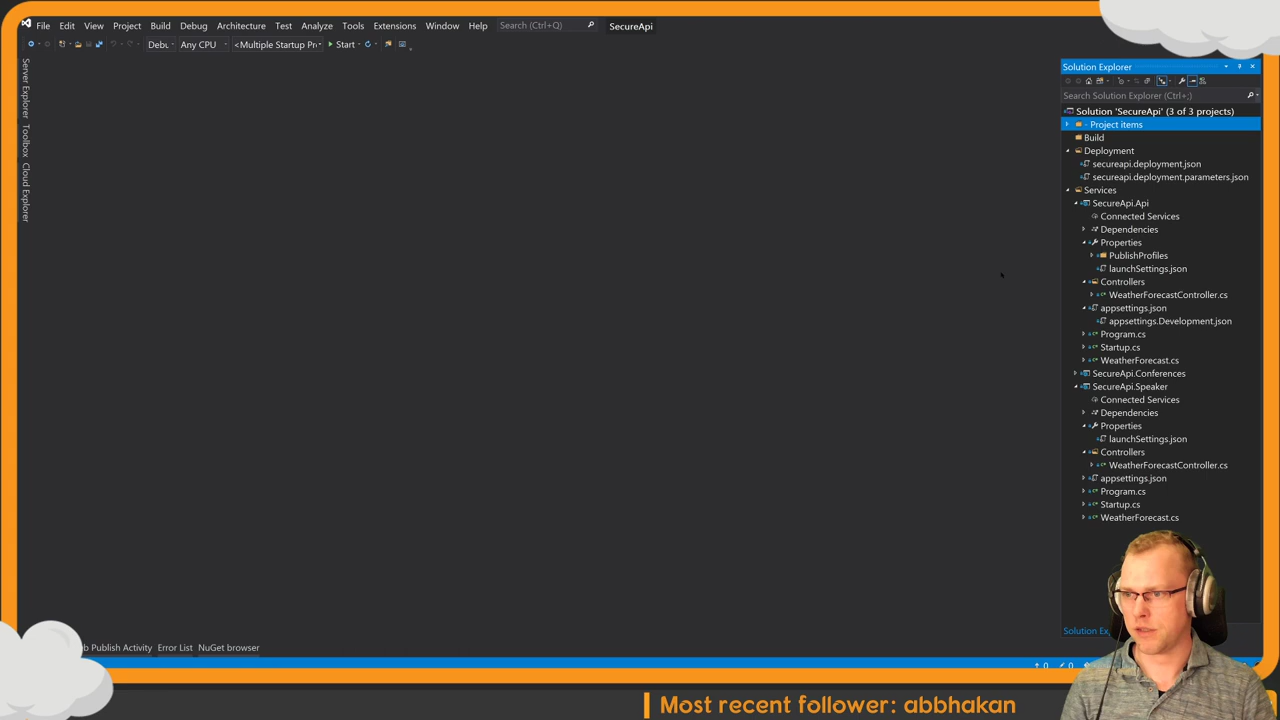 File Edit View Project Build Debug Architecture Test Analyze Tools Extensions Window Help Search (Ctrl+Q) SecureApi
Debu Any CPU <Multiple Startup Pr Start
Server Explorer
Toolbox
Cloud Explorer
Solution Explorer
Search Solution Explorer (Ctrl+;)
Solution 'SecureApi' (3 of 3 projects)
- Project items
Build
Deployment
secureapi.deployment.json
secureapi.deployment.parameters.json
Services
SecureApi.Api
Connected Services
Dependencies
Properties
PublishProfiles
launchSettings.json
Controllers
WeatherForecastController.cs
appsettings.json
appsettings.Development.json
Program.cs
Startup.cs
WeatherForecast.cs
SecureApi.Conferences
SecureApi.Speaker
Connected Services
Dependencies
Properties
launchSettings.json
Controllers
WeatherForecastController.cs
appsettings.json
Program.cs
Startup.cs
WeatherForecast.cs
Solution Ex
b Publish Activity Error List NuGet browser
0 0
Most recent follower: abbhakan